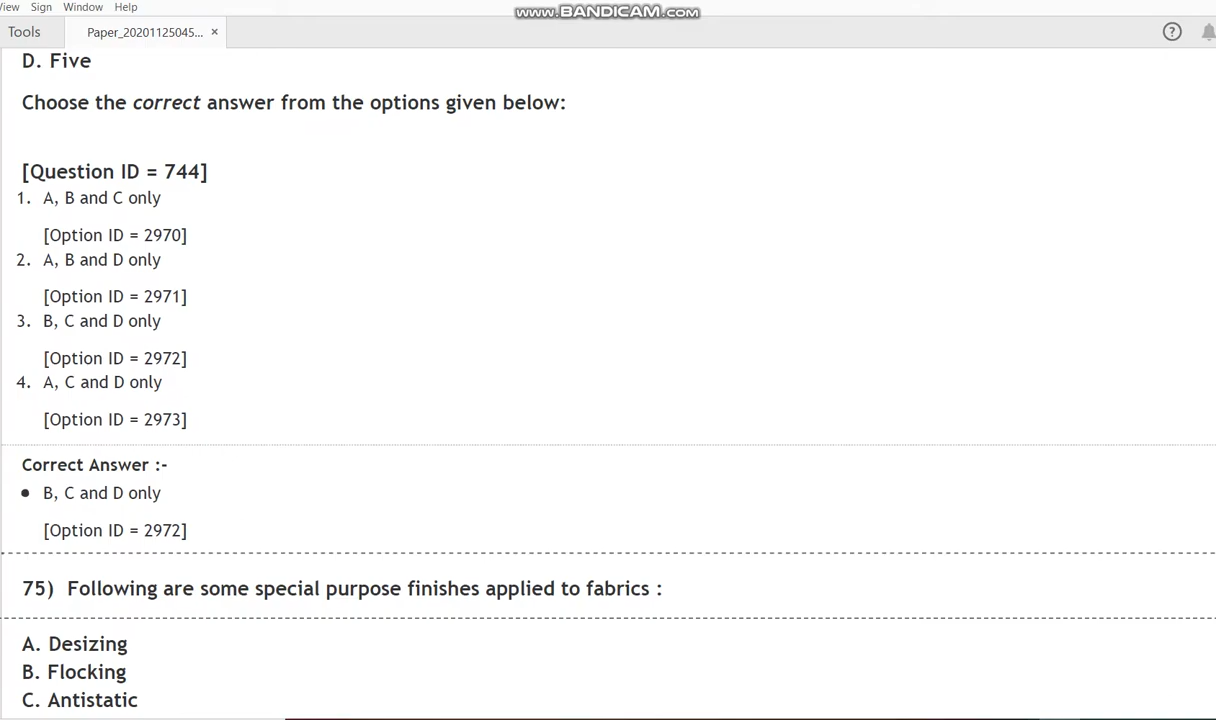 View Sign Window Help
www.BANDICAM.com
Tools Paper_20201125045... ×
D. Five
Choose the correct answer from the options given below:
[Question ID = 744]
1. A, B and C only
[Option ID = 2970]
2. A, B and D only
[Option ID = 2971]
3. B, C and D only
[Option ID = 2972]
4. A, C and D only
[Option ID = 2973]
Correct Answer :-
• B, C and D only
[Option ID = 2972]
75) Following are some special purpose finishes applied to fabrics :
A. Desizing
B. Flocking
C. Antistatic